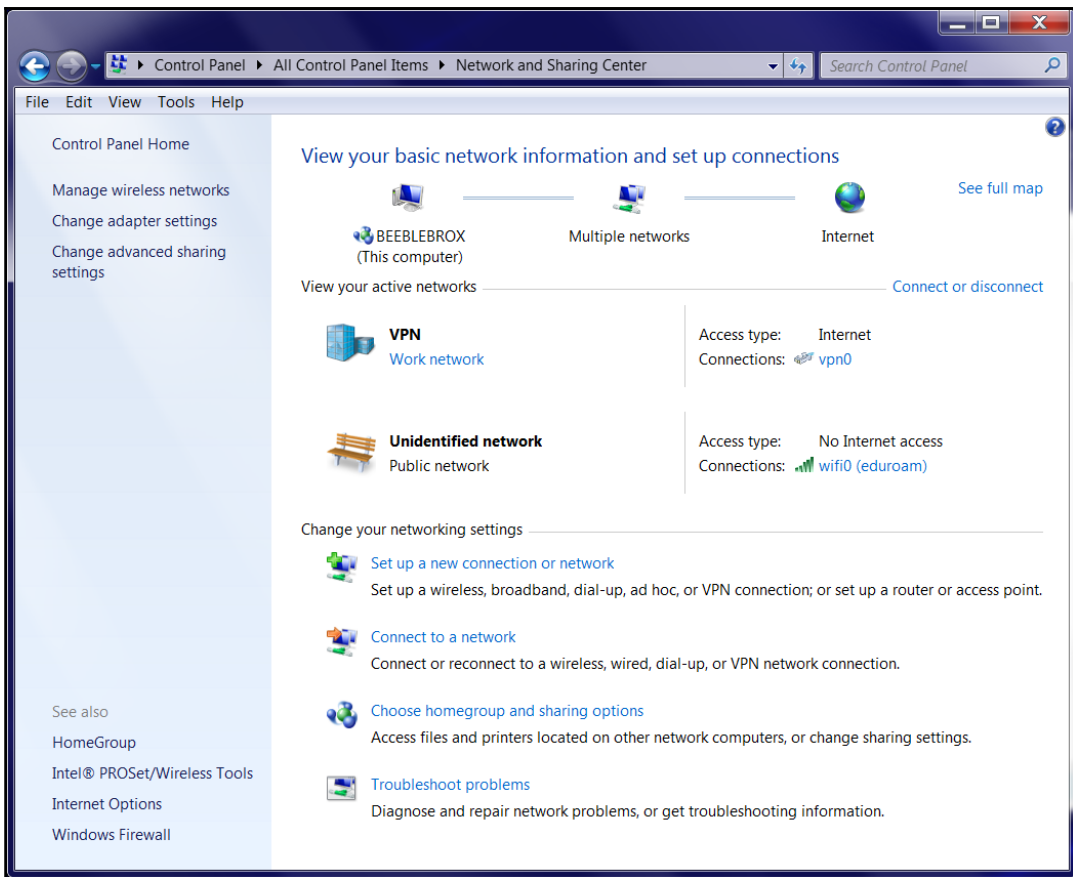 Control Panel ▸ All Control Panel Items ▸ Network and Sharing Center
Search Control Panel
File Edit View Tools Help
Control Panel Home
Manage wireless networks
Change adapter settings
Change advanced sharing
settings
See also
HomeGroup
Intel® PROSet/Wireless Tools
Internet Options
Windows Firewall
View your basic network information and set up connections
See full map
BEEBLEBROX
(This computer)
Multiple networks
Internet
View your active networks
Connect or disconnect
VPN
Work network
Access type: Internet
Connections: vpn0
Unidentified network
Public network
Access type: No Internet access
Connections: wifi0 (eduroam)
Change your networking settings
Set up a new connection or network
Set up a wireless, broadband, dial-up, ad hoc, or VPN connection; or set up a router or access point.
Connect to a network
Connect or reconnect to a wireless, wired, dial-up, or VPN network connection.
Choose homegroup and sharing options
Access files and printers located on other network computers, or change sharing settings.
Troubleshoot problems
Diagnose and repair network problems, or get troubleshooting information.